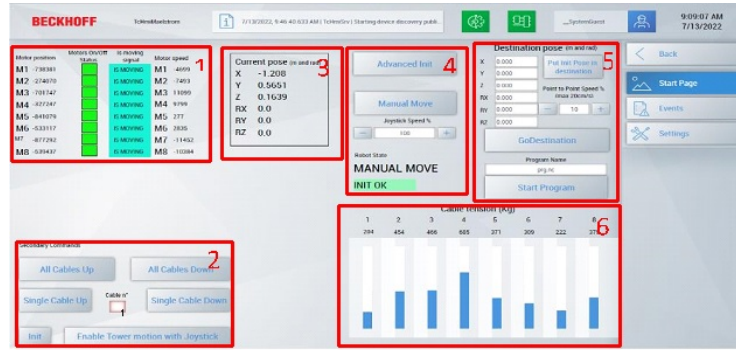 BECKHOFF
TcHmiMaelstrom
7/13/2022, 9:46:40.633 AM | TcHmiSrv | Starting device discovery publi..
__SystemGuest
9:09:07 AM
7/13/2022
Motor position
Motors On/Off Status
Is moving signal
Motor speed
1
M1 -738383
IS MOVING
M1 -4699
M2 -274070
IS MOVING
M2 -7493
M3 -701747
IS MOVING
M3 11099
M4 -327247
IS MOVING
M4 9799
M5 -841079
IS MOVING
M5 277
M6 -533117
IS MOVING
M6 2835
M7 -877292
IS MOVING
M7 -11462
M8 -539437
IS MOVING
M8 -10284
Current pose (m and rad)
3
X -1.208
Y 0.5651
Z 0.1639
RX 0.0
RY 0.0
RZ 0.0
Advanced Init
4
Manual Move
Joystick Speed %
- 100 +
Robot State
MANUAL MOVE
INIT OK
Destination pose (m and rad)
5
X 0.000
Y 0.000
Z 0.000
RX 0.000
RY 0.000
RZ 0.000
Put Init Pose in
destination
Point to Point Speed %
(max 20cm/s)
- 10 +
GoDestination
Program Name
prg.nc
Start Program
Back
Start Page
Events
Settings
Secondary Commands
2
All Cables Up
All Cables Down
Single Cable Up
Cable n°
1
Single Cable Down
Init
Enable Tower motion with Joystick
Cable tension (Kg)
6
1 2 3 4 5 6 7 8
204 454 466 685 371 309 222